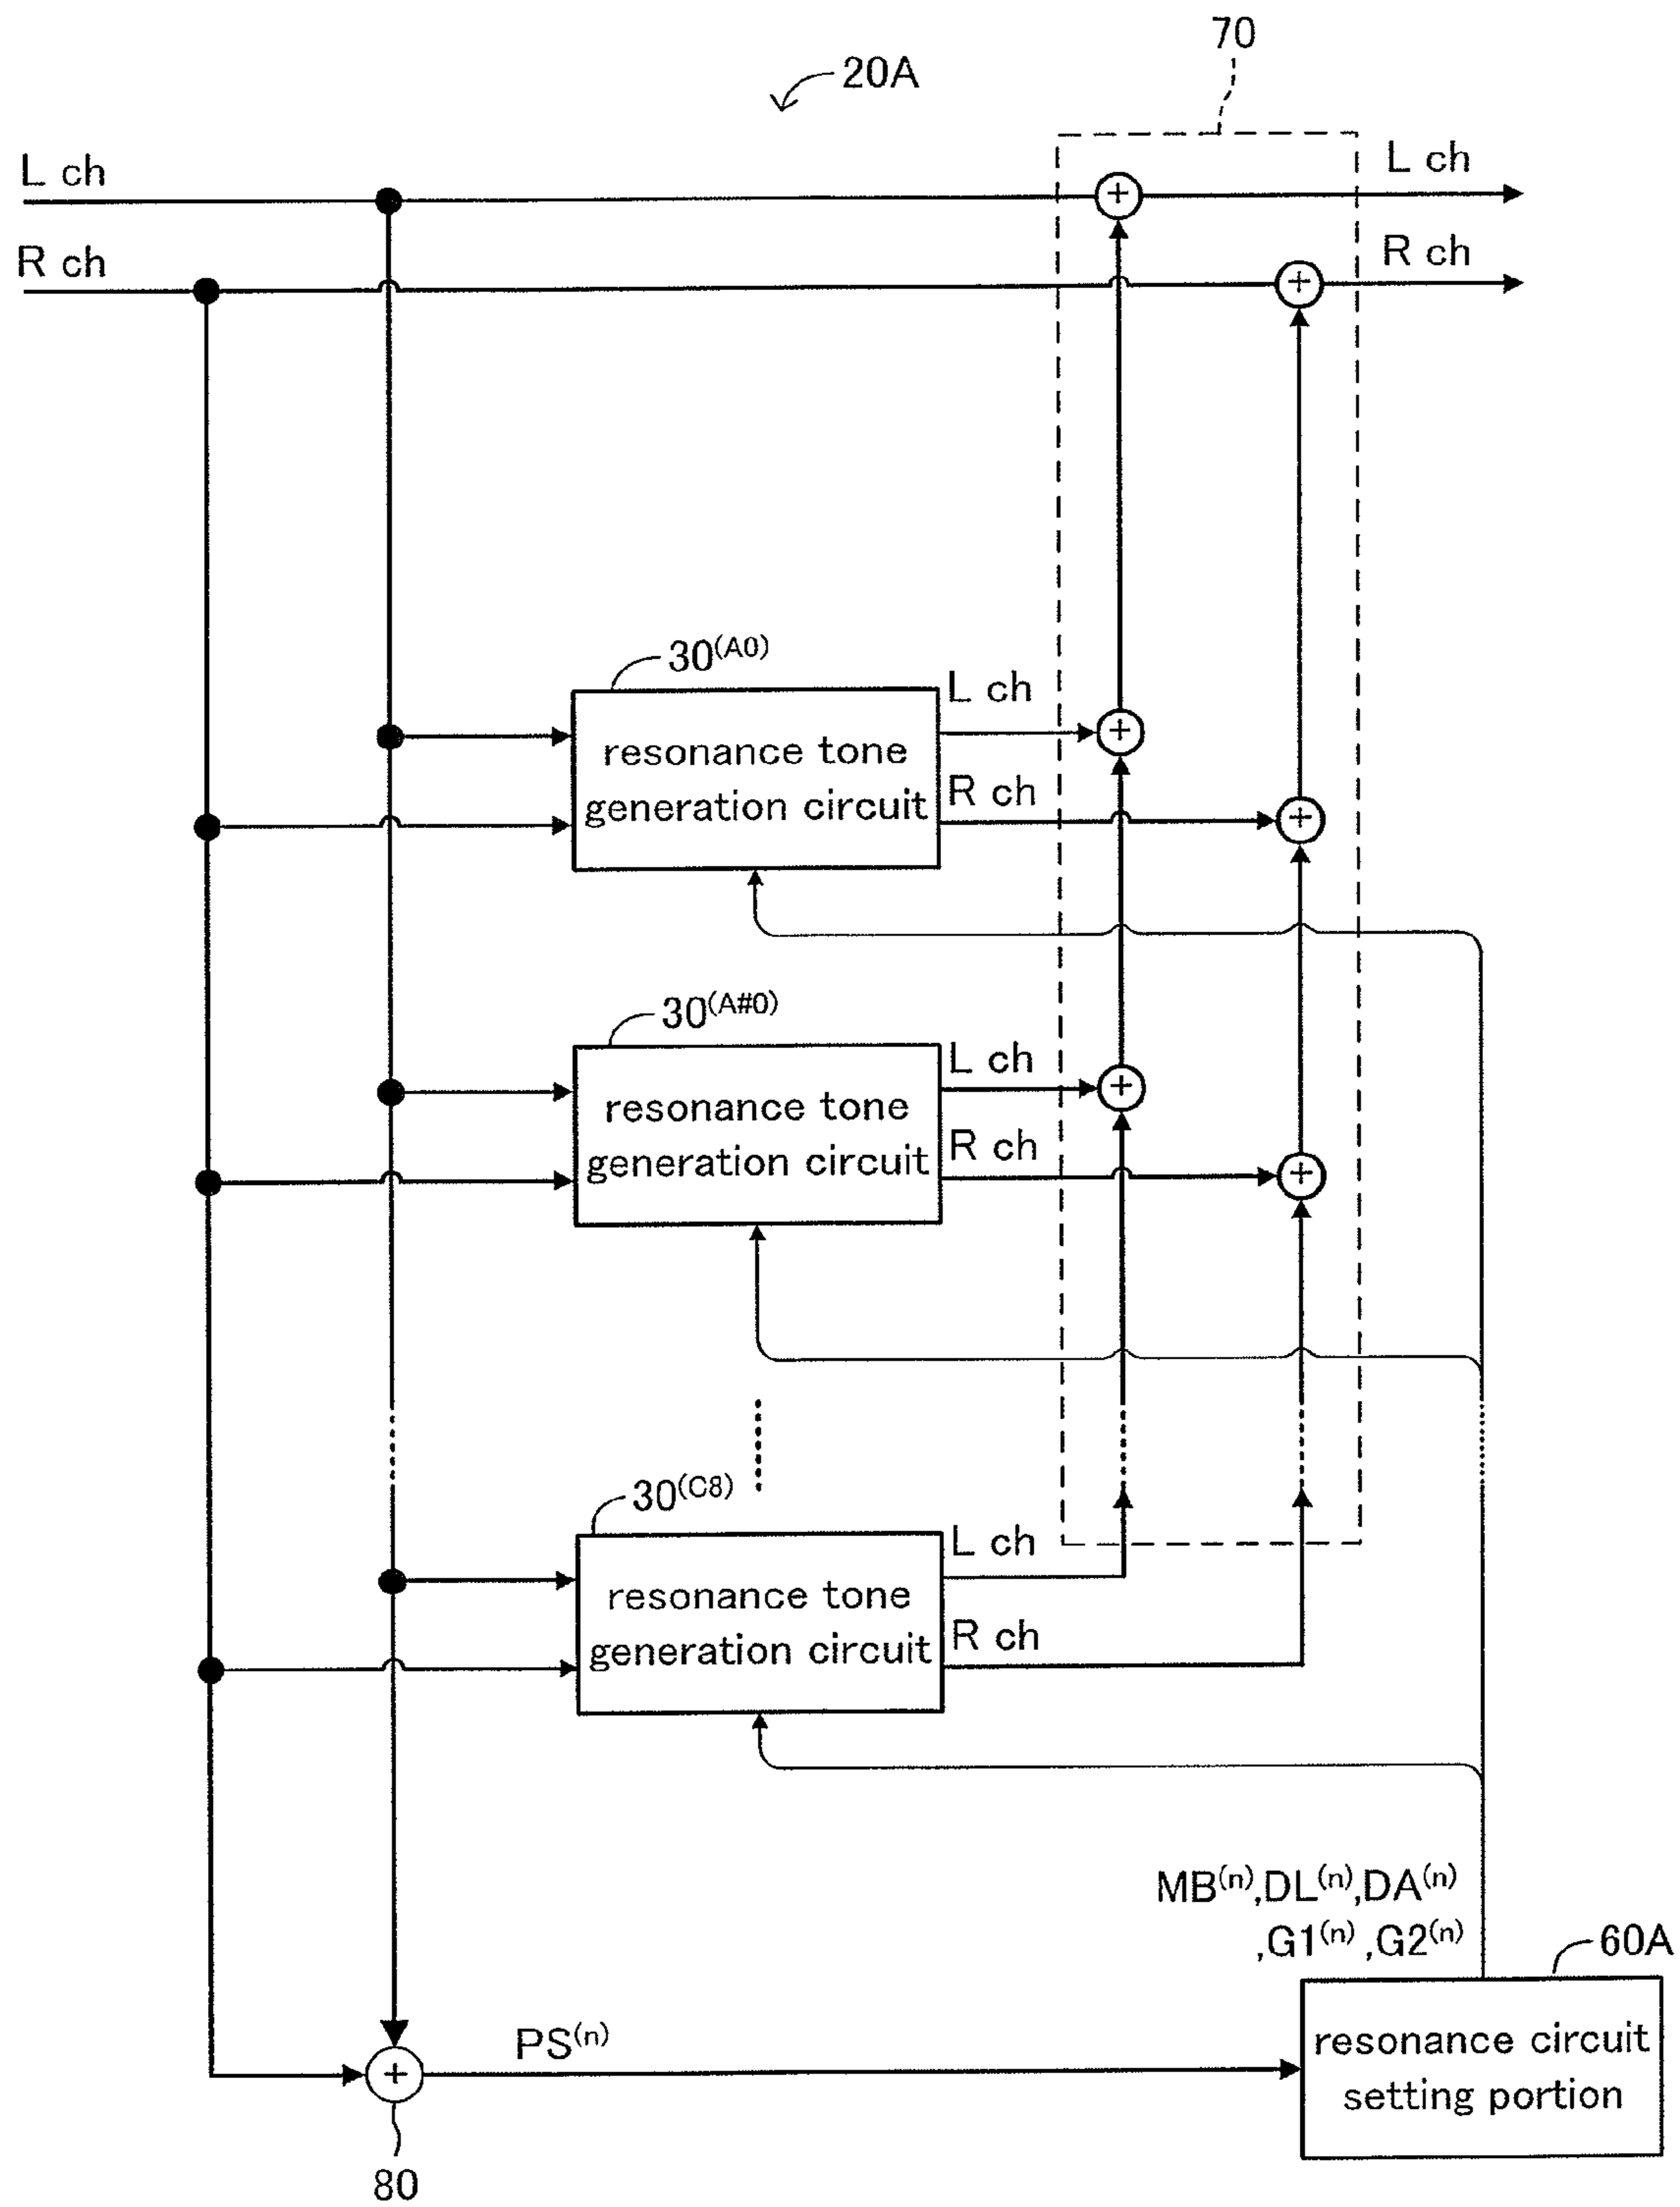 70
20A
L ch
L ch
R ch
R ch
30(A0)
L ch
resonance tone
generation circuit
R ch
30(A#0)
L ch
resonance tone
generation circuit
R ch
30(C8)
L ch
resonance tone
generation circuit
R ch
MB(n),DL(n),DA(n)
,G1(n) ,G2(n)
60A
PS(n)
resonance circuit
setting portion
80